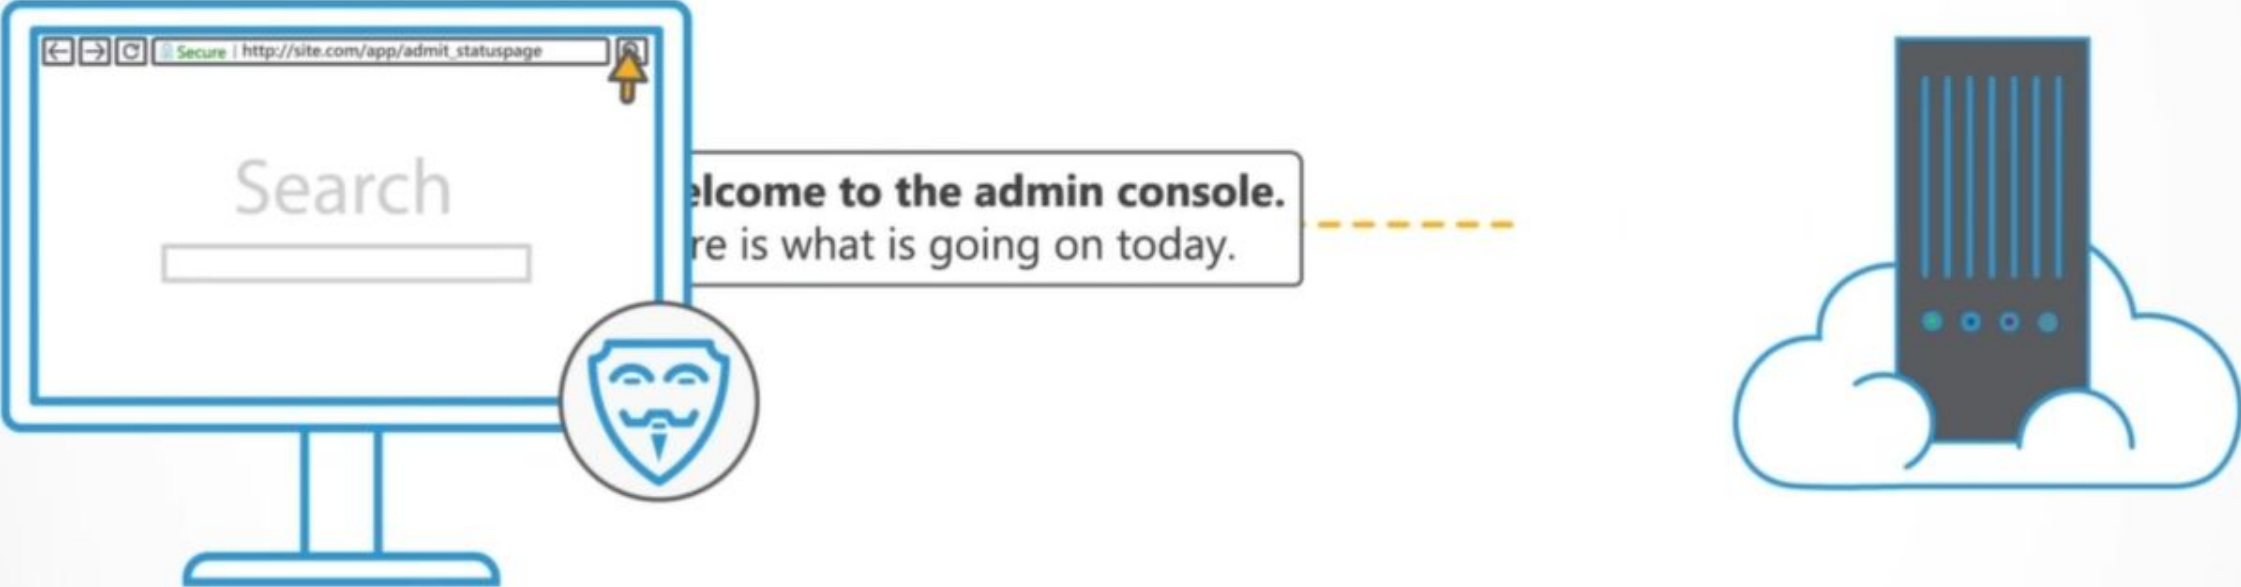 Secure | http://site.com/app/admit_statuspage
Search
elcome to the admin console.
re is what is going on today.